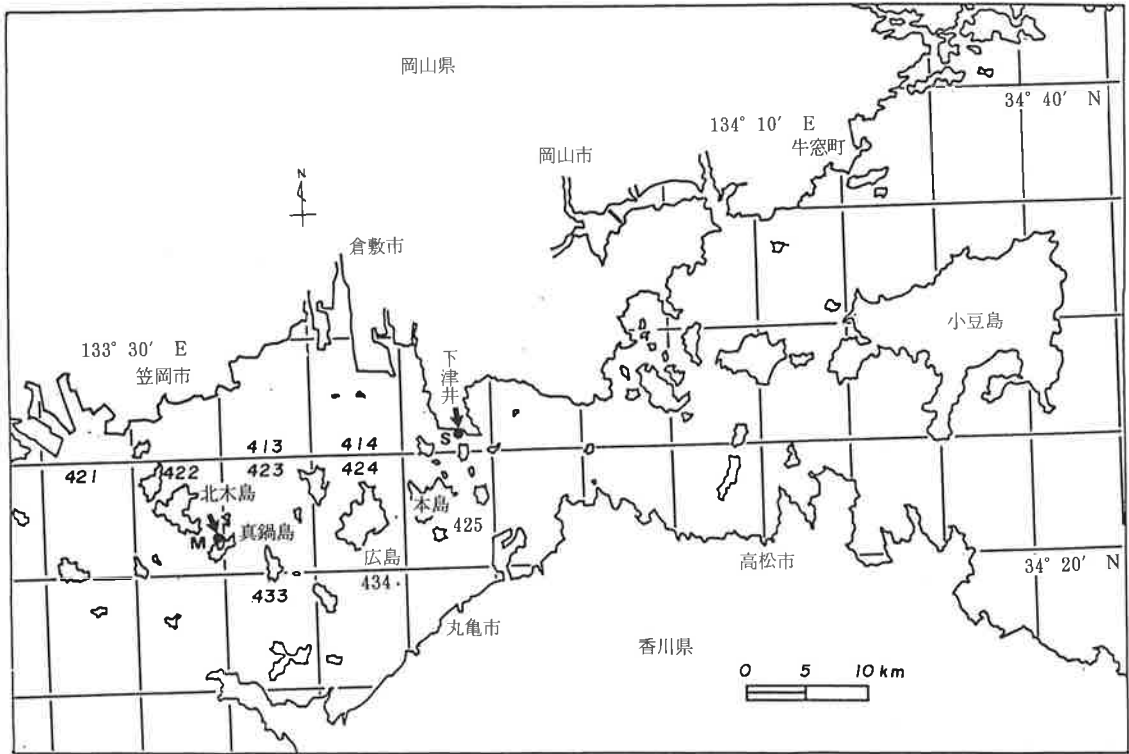 岡山県
34° 40′ N
134° 10′ E
牛窓町
岡山市
N
倉敷市
小豆島
133° 30′ E
笠岡市
下津井
S
413 414
421 422 423 424
北木島
本島
425
M 真鍋島
広島
高松市
34° 20′ N
433 434
丸亀市
香川県
0 5 10 km